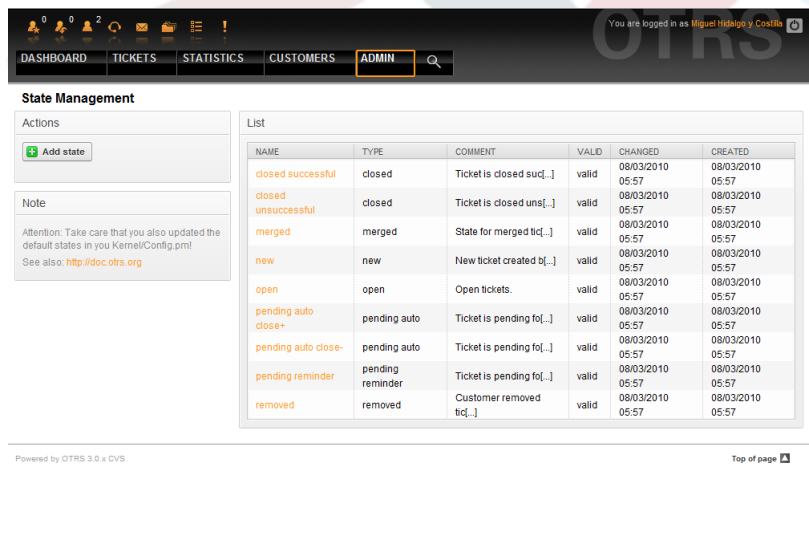 0 0 2
You are logged in as Miguel Hidalgo y Costilla
OTRS
DASHBOARD TICKETS STATISTICS CUSTOMERS ADMIN
State Management
Actions
Add state
Note
Attention: Take care that you also updated the
default states in you Kernel/Config.pm!
See also: http://doc.otrs.org
List
NAME TYPE COMMENT VALID CHANGED CREATED
closed successful closed Ticket is closed suc[...] valid 08/03/2010 05:57 08/03/2010 05:57
closed unsuccessful closed Ticket is closed uns[...] valid 08/03/2010 05:57 08/03/2010 05:57
merged merged State for merged tic[...] valid 08/03/2010 05:57 08/03/2010 05:57
new new New ticket created b[...] valid 08/03/2010 05:57 08/03/2010 05:57
open open Open tickets. valid 08/03/2010 05:57 08/03/2010 05:57
pending auto close+ pending auto Ticket is pending fo[...] valid 08/03/2010 05:57 08/03/2010 05:57
pending auto close- pending auto Ticket is pending fo[...] valid 08/03/2010 05:57 08/03/2010 05:57
pending reminder pending reminder Ticket is pending fo[...] valid 08/03/2010 05:57 08/03/2010 05:57
removed removed Customer removed tic[...] valid 08/03/2010 05:57 08/03/2010 05:57
Powered by OTRS 3.0.x CVS
Top of page